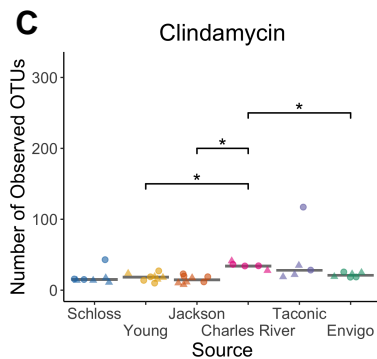 C
Clindamycin
Number of Observed OTUs
300
200
100
0
*
*
*
Schloss
Jackson
Taconic
Young
Charles River
Envigo
Source